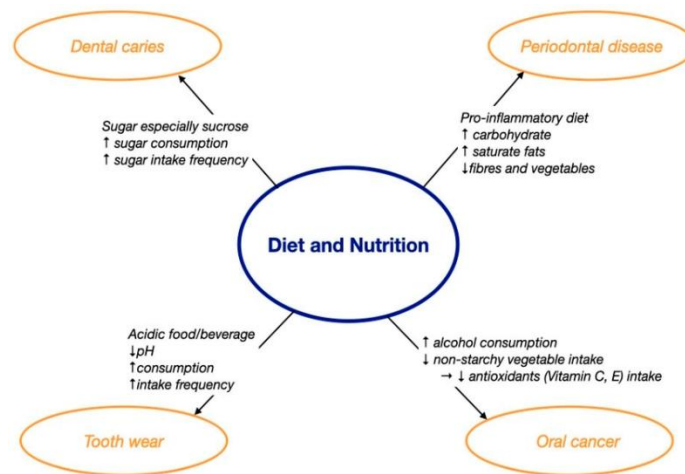 Dental caries
Periodontal disease
Sugar especially sucrose
↑ sugar consumption
↑ sugar intake frequency
Pro-inflammatory diet
↑ carbohydrate
↑ saturate fats
↓fibres and vegetables
Diet and Nutrition
Acidic food/beverage
↓pH
↑consumption
↑intake frequency
↑ alcohol consumption
↓ non-starchy vegetable intake
→ ↓ antioxidants (Vitamin C, E) intake
Tooth wear
Oral cancer